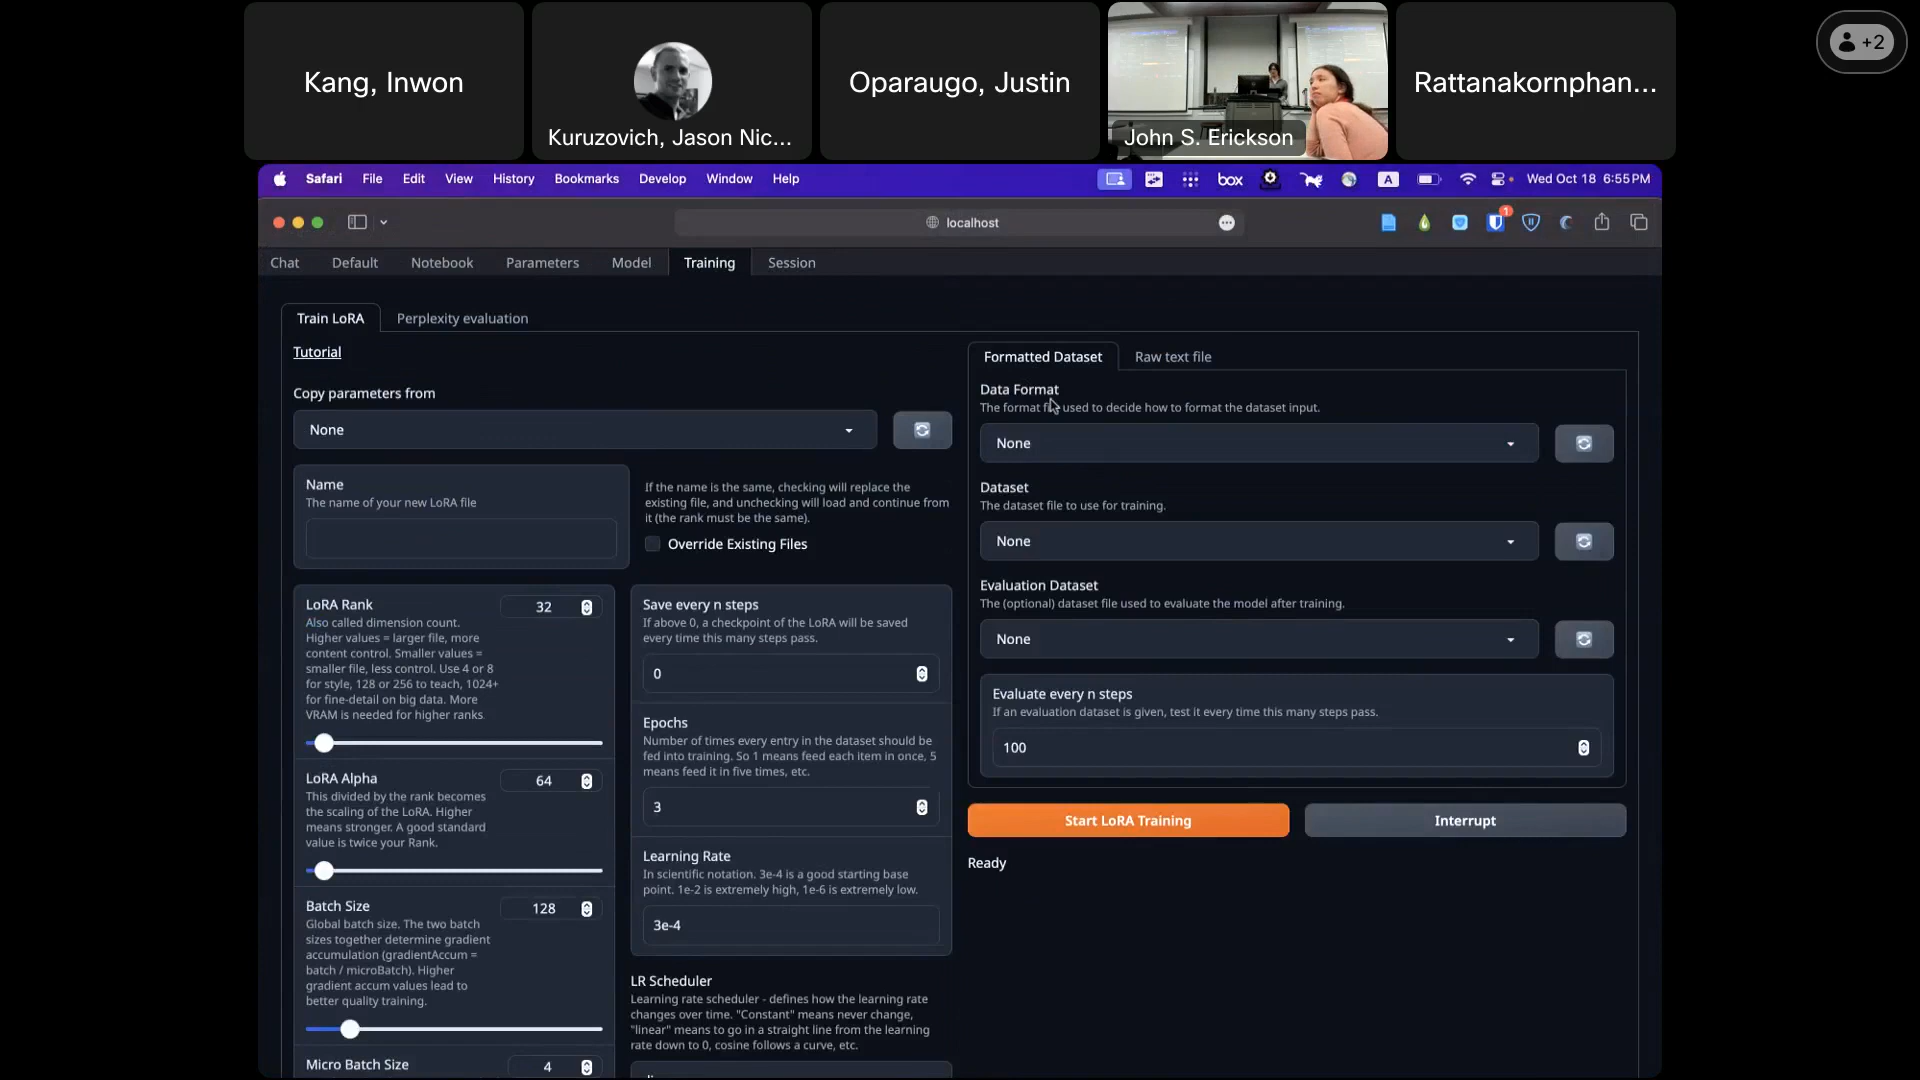 Kang, Inwon
Kuruzovich, Jason Nic...
Oparaugo, Justin
John S. Erickson
Rattanakornphan...
+2
Safari File Edit View History Bookmarks Develop Window Help
box
A
Wed Oct 18 6:55 PM
localhost
1
Chat Default Notebook Parameters Model Training Session
Train LoRA Perplexity evaluation
Tutorial
Copy parameters from
None
Name
The name of your new LoRA file
If the name is the same, checking will replace the
existing file, and unchecking will load and continue from
it (the rank must be the same).
Override Existing Files
LoRA Rank
32
Also called dimension count.
Higher values = larger file, more
content control. Smaller values =
smaller file, less control. Use 4 or 8
for style, 128 or 256 to teach, 1024+
for fine-detail on big data. More
VRAM is needed for higher ranks.
LoRA Alpha
64
This divided by the rank becomes
the scaling of the LoRA. Higher
means stronger. A good standard
value is twice your Rank.
Batch Size
128
Global batch size. The two batch
sizes together determine gradient
accumulation (gradientAccum =
batch / microBatch). Higher
gradient accum values lead to
better quality training.
Micro Batch Size
4
Save every n steps
If above 0, a checkpoint of the LoRA will be saved
every time this many steps pass.
0
Epochs
Number of times every entry in the dataset should be
fed into training. So 1 means feed each item in once, 5
means feed it in five times, etc.
3
Learning Rate
In scientific notation. 3e-4 is a good starting base
point. 1e-2 is extremely high, 1e-6 is extremely low.
3e-4
LR Scheduler
Learning rate scheduler - defines how the learning rate
changes over time. "Constant" means never change,
"linear" means to go in a straight line from the learning
rate down to 0, cosine follows a curve, etc.
Formatted Dataset Raw text file
Data Format
The format file used to decide how to format the dataset input.
None
Dataset
The dataset file to use for training.
None
Evaluation Dataset
The (optional) dataset file used to evaluate the model after training.
None
Evaluate every n steps
If an evaluation dataset is given, test it every time this many steps pass.
100
Start LoRA Training
Interrupt
Ready